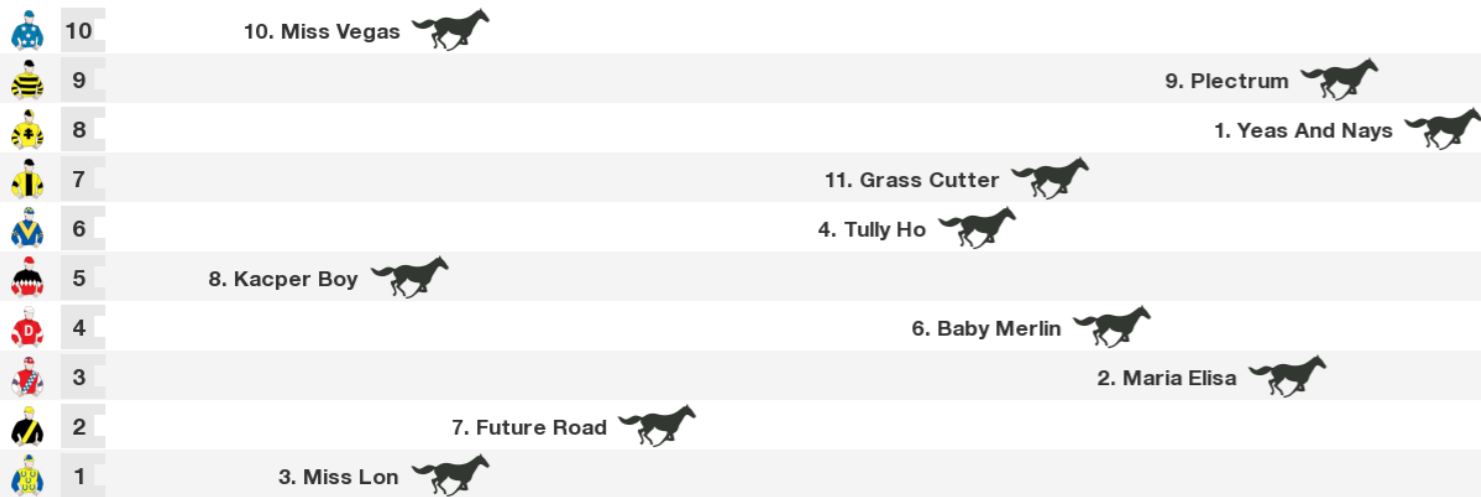 10 10. Miss Vegas
9 9. Plectrum
8 1. Yeas And Nays
7 11. Grass Cutter
6 4. Tully Ho
5 8. Kacper Boy
D 4 6. Baby Merlin
3 2. Maria Elisa
2 7. Future Road
1 3. Miss Lon